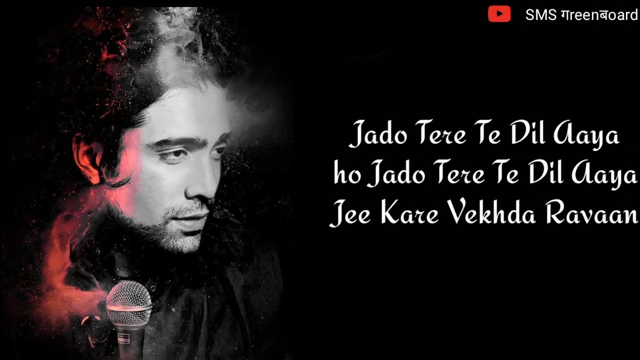 SMS गreenबoard
Jado Tere Te Dil Aaya
ho Jado Tere Te Dil Aaya
Jee Kare Vekhda Ravaan